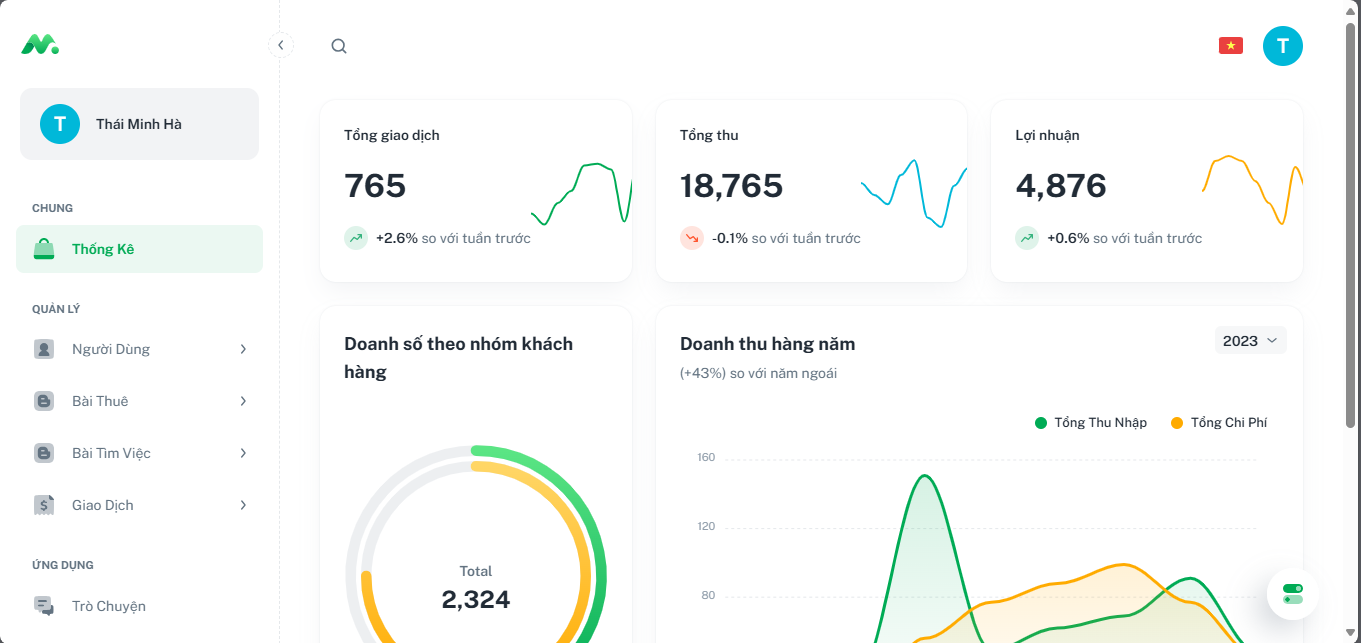 T
T
Thái Minh Hà
CHUNG
Thống Kê
QUẢN LÝ
Người Dùng
Bài Thuê
Bài Tìm Việc
Giao Dịch
ỨNG DỤNG
Trò Chuyện
Tổng giao dịch
765
+2.6% so với tuần trước
Tổng thu
18,765
-0.1% so với tuần trước
Lợi nhuận
4,876
+0.6% so với tuần trước
Doanh số theo nhóm khách
hàng
Total
2,324
Doanh thu hàng năm
(+43%) so với năm ngoái
2023
Tổng Thu Nhập
Tổng Chi Phí
160
120
80